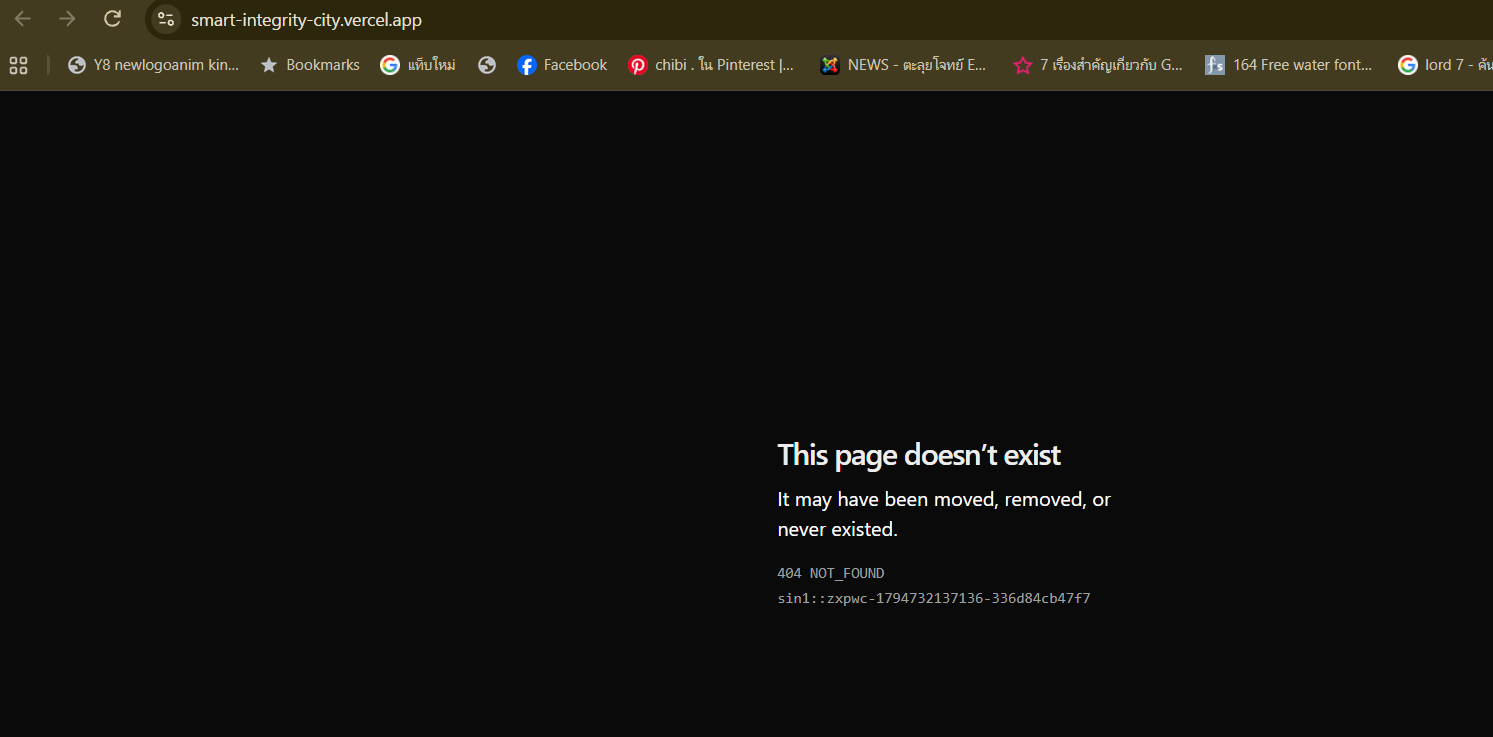 smart-integrity-city.vercel.app
Y8 newlogoanim kin...
Bookmarks
แท็บใหม่
Facebook
chibi . ใน Pinterest |...
NEWS - ตะลุยโจทย์ E...
7 เรื่องสำคัญเกี่ยวกับ G...
fs
164 Free water font...
lord 7 - ค้น
This page doesn’t exist
It may have been moved, removed, or
never existed.
404 NOT_FOUND
sin1::zxpwc-1794732137136-336d84cb47f7